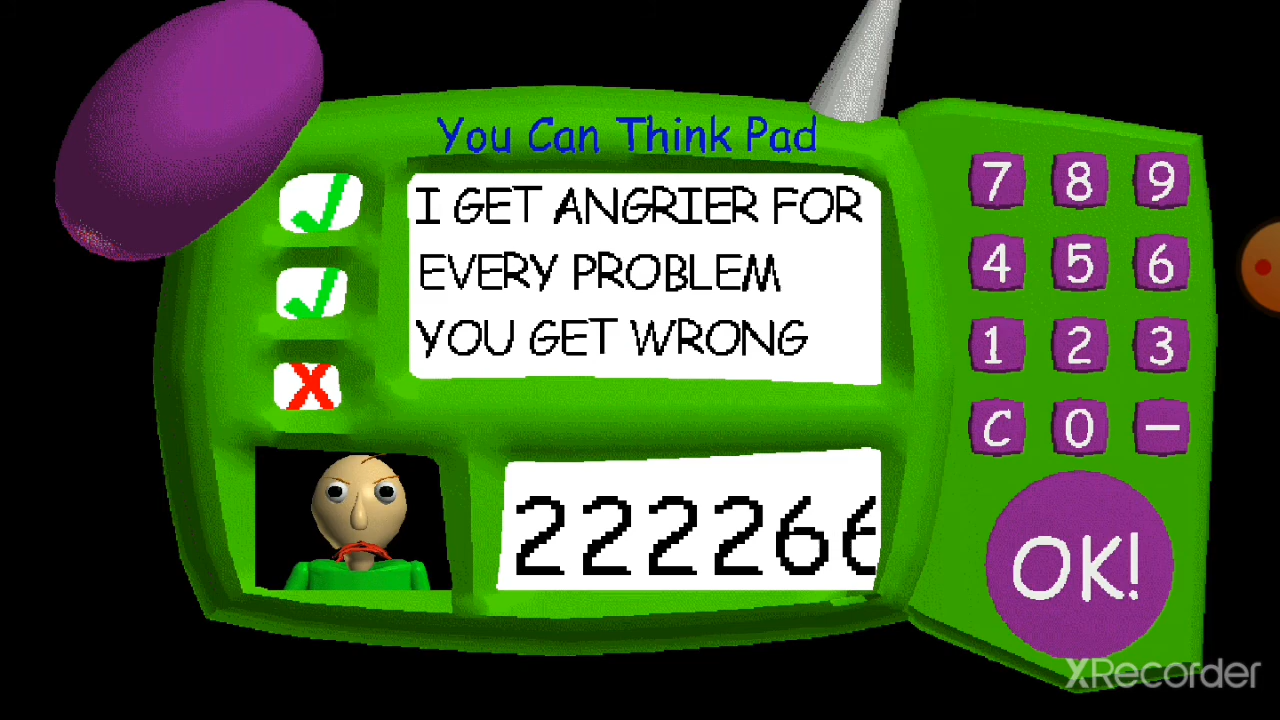 You Can Think Pad
I GET ANGRIER FOR
EVERY PROBLEM
YOU GET WRONG
222266
7 8 9
4 5 6
1 2 3
C 0 −
OK!
XRecorder